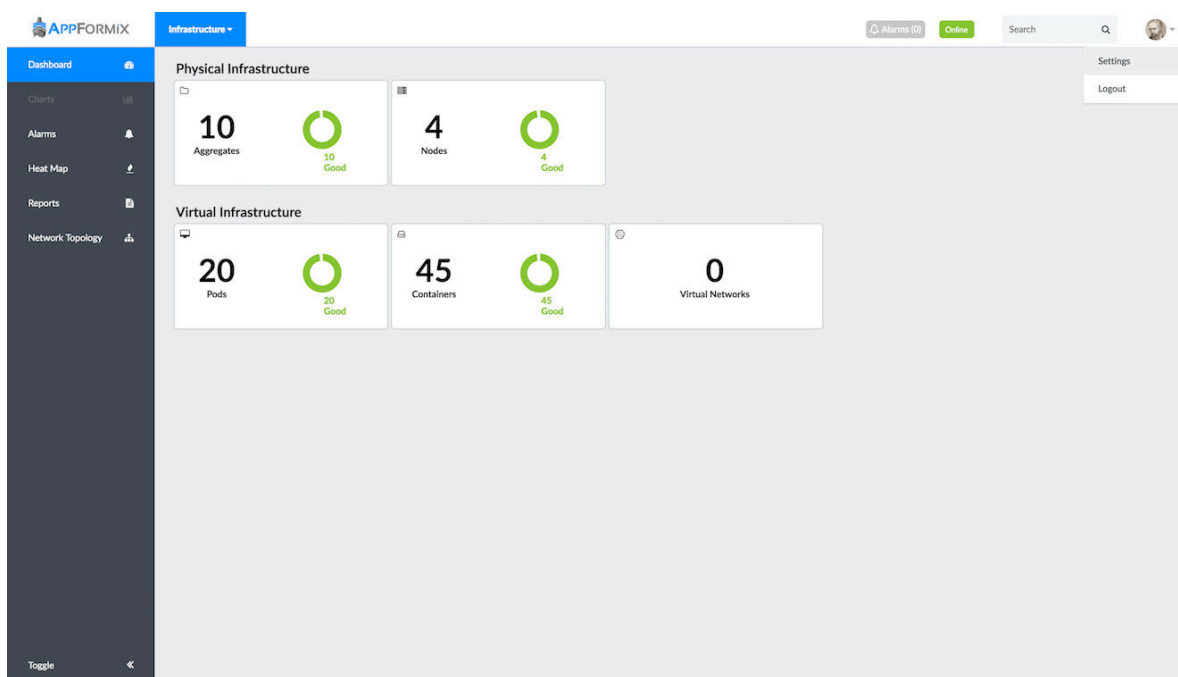 APPFORMIX
Infrastructure
Alarms (0)
Online
Search
Settings
Logout
Dashboard
Charts
Alarms
Heat Map
Reports
Network Topology
Toggle
Physical Infrastructure
10
Aggregates
10
Good
4
Nodes
4
Good
Virtual Infrastructure
20
Pods
20
Good
45
Containers
45
Good
0
Virtual Networks